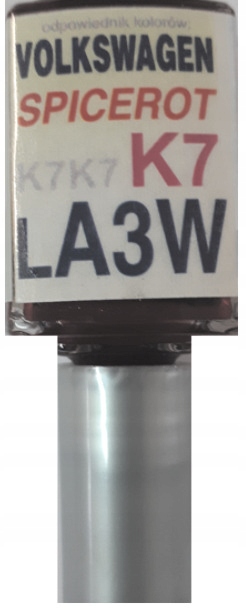 odpowiednik kolorów:
VOLKSWAGEN
SPICEROT
K7K7 K7
LA3W